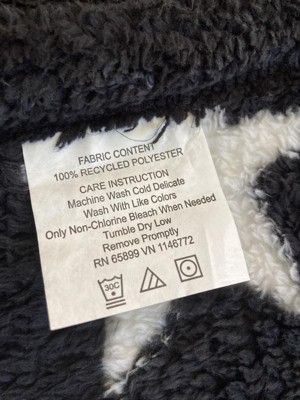 FABRIC CONTENT
100% RECYCLED POLYESTER
CARE INSTRUCTION
Machine Wash Cold Delicate
Wash With Like Colors
Only Non-Chlorine Bleach When Needed
Tumble Dry Low
Remove Promptly
RN 65899 VN 1146772
30C